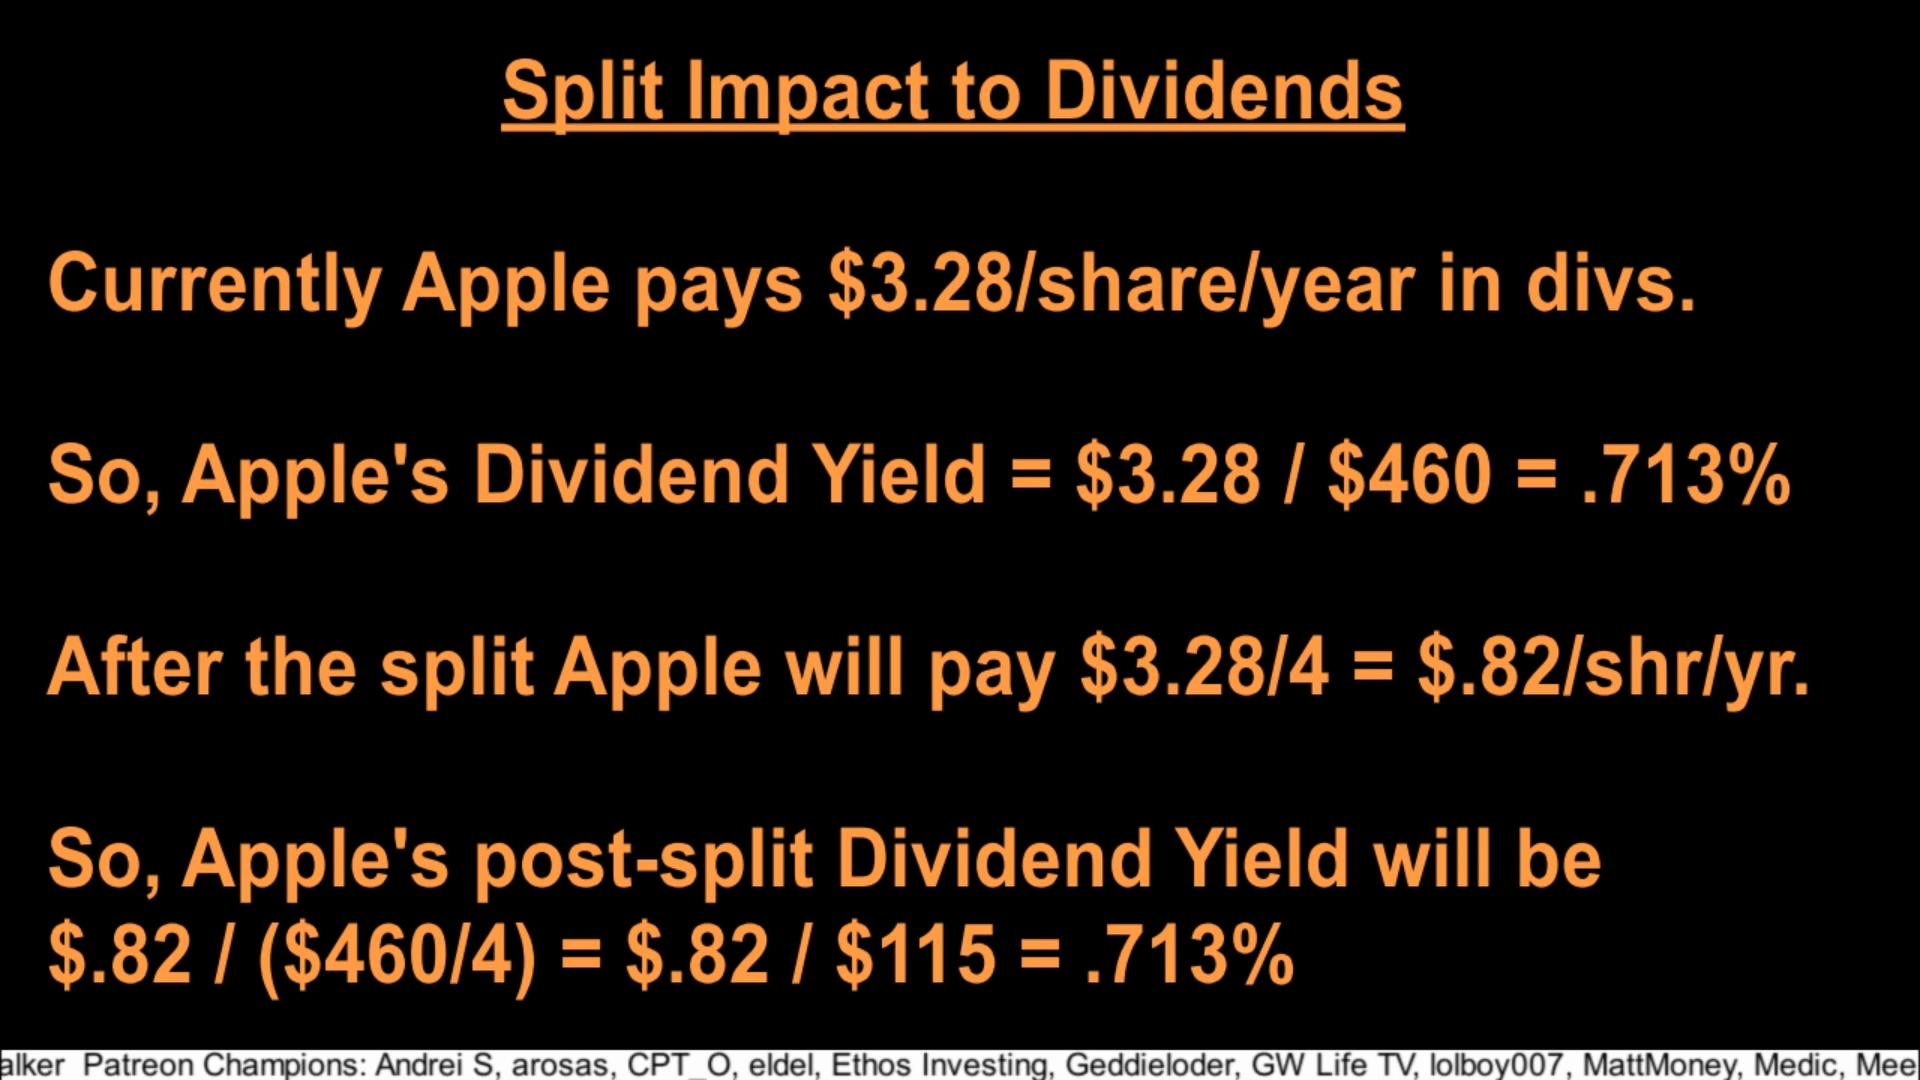 Split Impact to Dividends
Currently Apple pays $3.28/share/year in divs.
So, Apple's Dividend Yield = $3.28 / $460 = .713%
After the split Apple will pay $3.28/4 = $.82/shr/yr.
So, Apple's post-split Dividend Yield will be
$.82 / ($460/4) = $.82 / $115 = .713%
alker  Patreon Champions: Andrei S, arosas, CPT_O, eldel, Ethos Investing, Geddieloder, GW Life TV, lolboy007, MattMoney, Medic, Mee